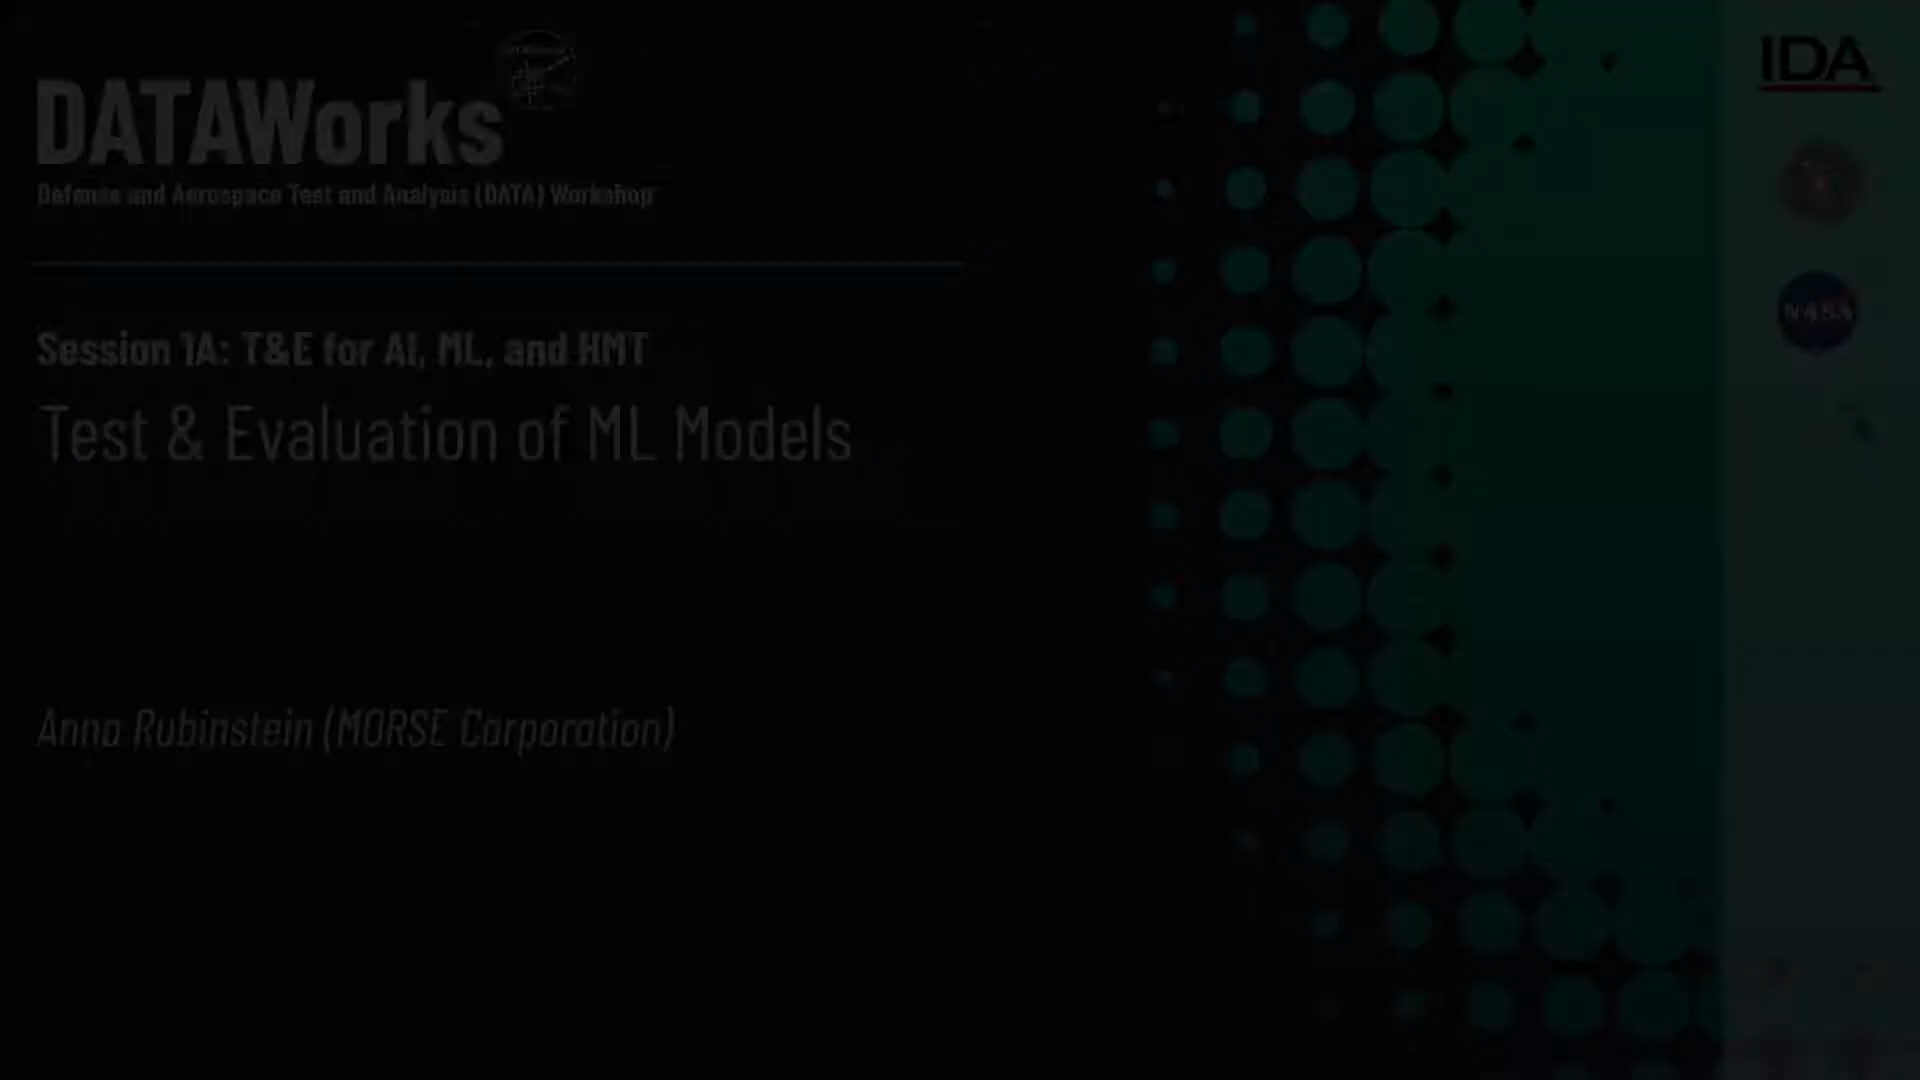 DATAWorks
Defense and Aerospace Test and Analysis (DATA) Workshop
IDA
NASA
Session 1A: T&E for AI, ML, and HMT
Test & Evaluation of ML Models
Anna Rubinstein (MORSE Corporation)